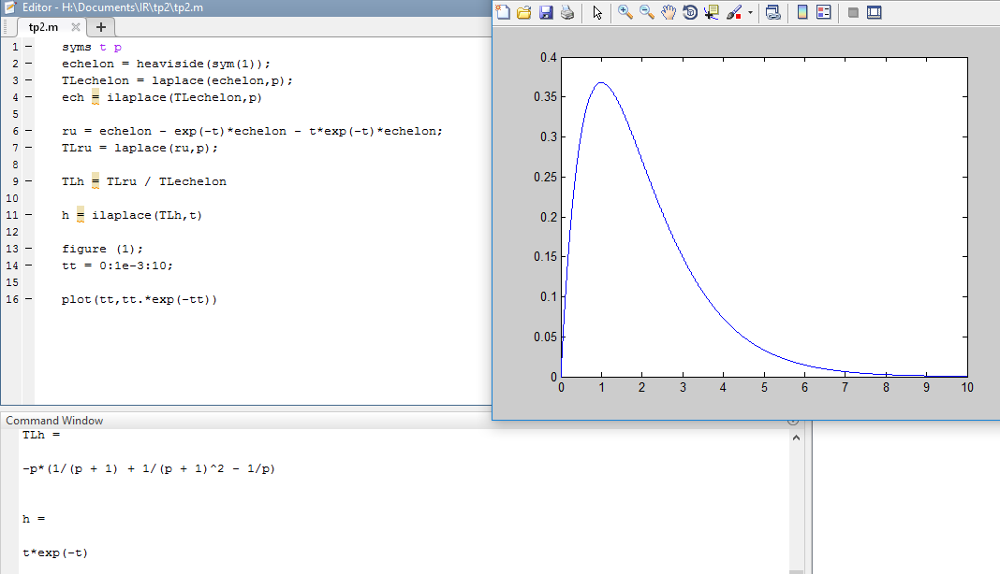 Editor - H:\Documents\IR\tp2\tp2.m
tp2.m × +
1 – syms t p
2 – echelon = heaviside(sym(1));
3 – TLechelon = laplace(echelon,p);
4 – ech = ilaplace(TLechelon,p)
5
6 – ru = echelon - exp(-t)*echelon - t*exp(-t)*echelon;
7 – TLru = laplace(ru,p);
8
9 – TLh = TLru / TLechelon
10
11 – h = ilaplace(TLh,t)
12
13 – figure (1);
14 – tt = 0:1e-3:10;
15
16 – plot(tt,tt.*exp(-tt))
0.4
0.35
0.3
0.25
0.2
0.15
0.1
0.05
0
0 1 2 3 4 5 6 7 8 9 10
Command Window
TLh =
-p*(1/(p + 1) + 1/(p + 1)^2 - 1/p)
h =
t*exp(-t)